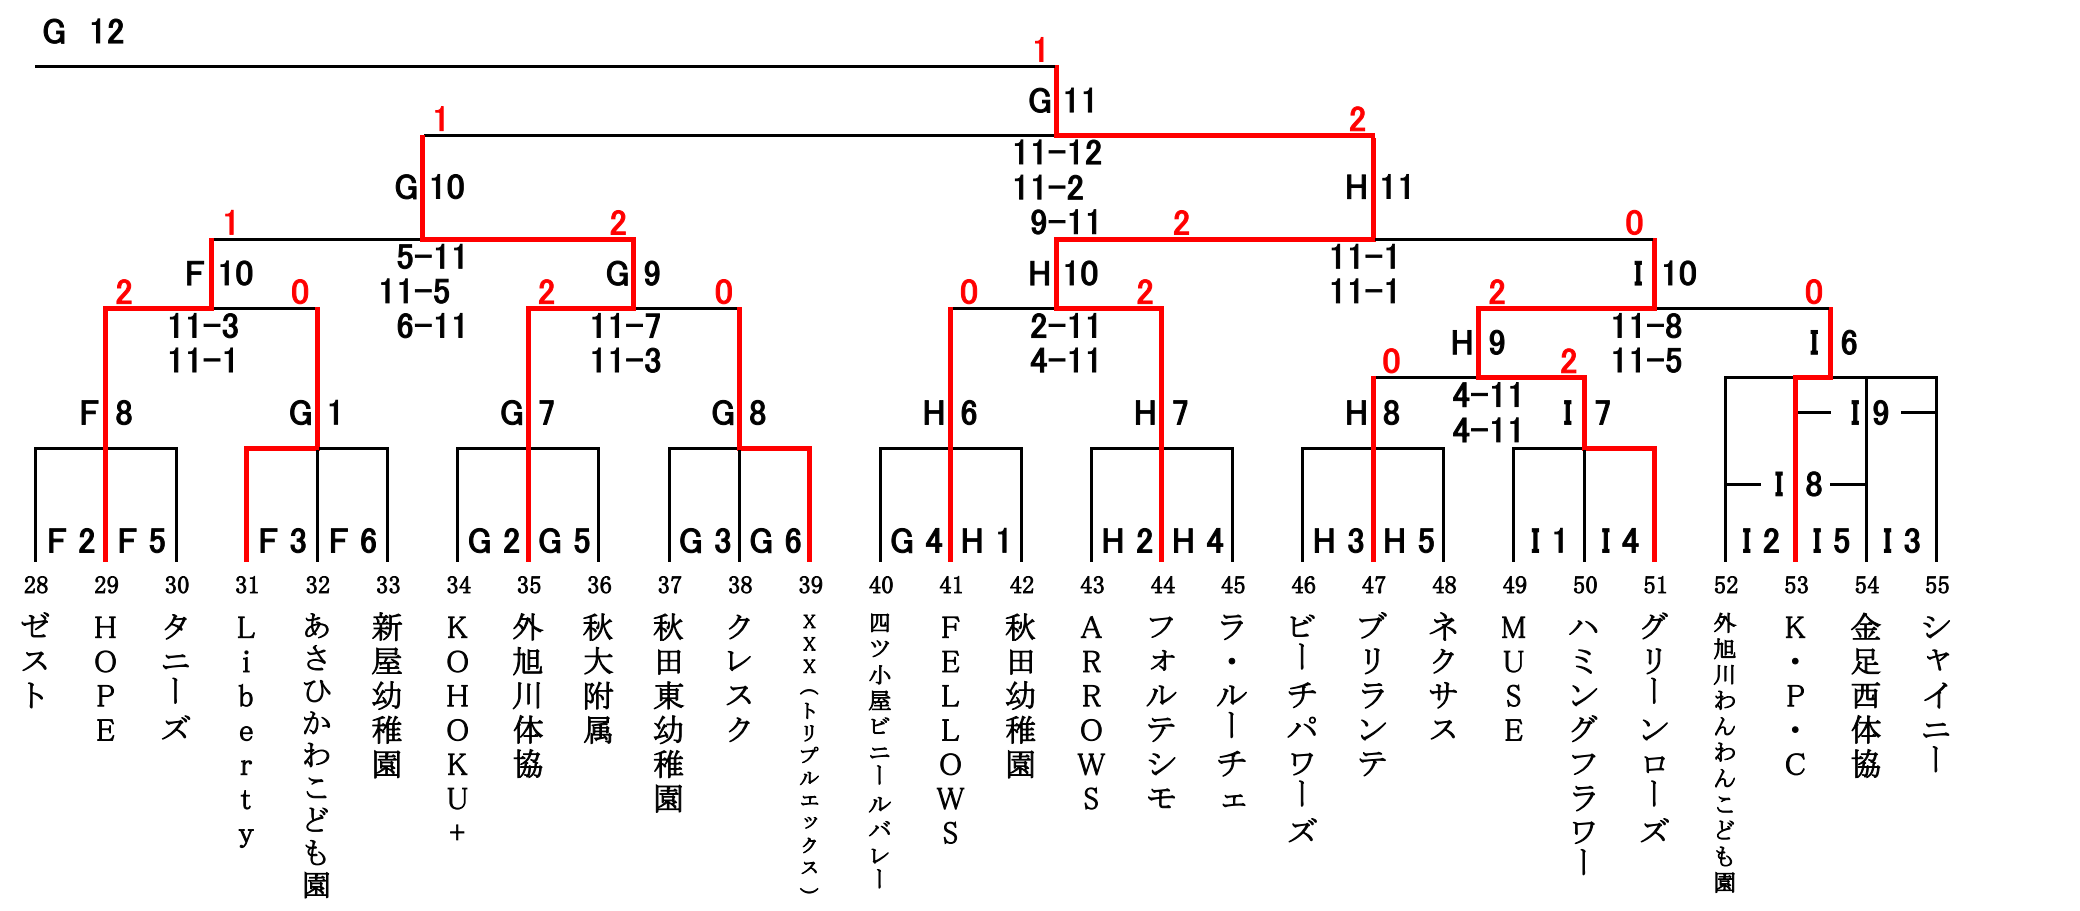 G 12
1
G 11
1
2
11-12
11-2
9-11
G 10
H 11
1
2
2
0
5-11
11-5
6-11
11-1
11-1
F 10
G 9
H 10
I 10
2
0
2
0
0
2
2
0
11-3
11-1
11-7
11-3
2-11
4-11
11-8
11-5
H 9
I 6
0
2
4-11
4-11
F 8
G 1
G 7
G 8
H 6
H 7
H 8
I 7
I 9
I 8
F 2 F 5
F 3 F 6
G 2 G 5
G 3 G 6
G 4 H 1
H 2 H 4
H 3 H 5
I 1 I 4
I 2 I 5 I 3
28 29 30 31 32 33 34 35 36 37 38 39 40 41 42 43 44 45 46 47 48 49 50 51 52 53 54 55
ゼスト
HOPE
タニーズ
Liberty
あさひかわこども園
新屋幼稚園
KOHOKU+
外旭川体協
秋大附属
秋田東幼稚園
クレスク
XXX(トリプルエックス)
四ツ小屋ビニールバレー
FELLOWS
秋田幼稚園
ARROWS
フォルテシモ
ラ・ルーチェ
ビーチパワーズ
ブリランテ
ネクサス
MUSE
ハミングフラワー
グリーンローズ
外旭川わんわんこども園
K・P・C
金足西体協
シャイニー